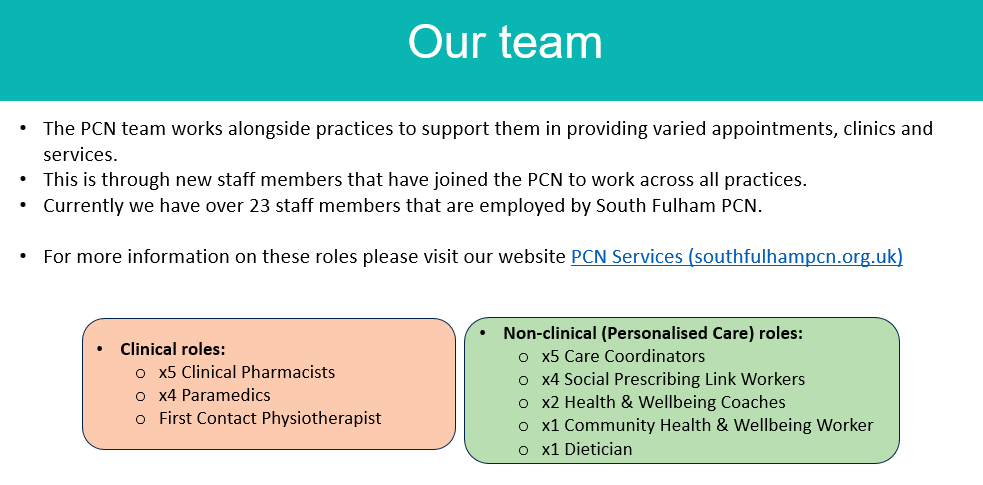 Our team
• The PCN team works alongside practices to support them in providing varied appointments, clinics and
services.
• This is through new staff members that have joined the PCN to work across all practices.
• Currently we have over 23 staff members that are employed by South Fulham PCN.
• For more information on these roles please visit our website PCN Services (southfulhampcn.org.uk)
• Clinical roles:
o x5 Clinical Pharmacists
o x4 Paramedics
o First Contact Physiotherapist
• Non-clinical (Personalised Care) roles:
o x5 Care Coordinators
o x4 Social Prescribing Link Workers
o x2 Health & Wellbeing Coaches
o x1 Community Health & Wellbeing Worker
o x1 Dietician